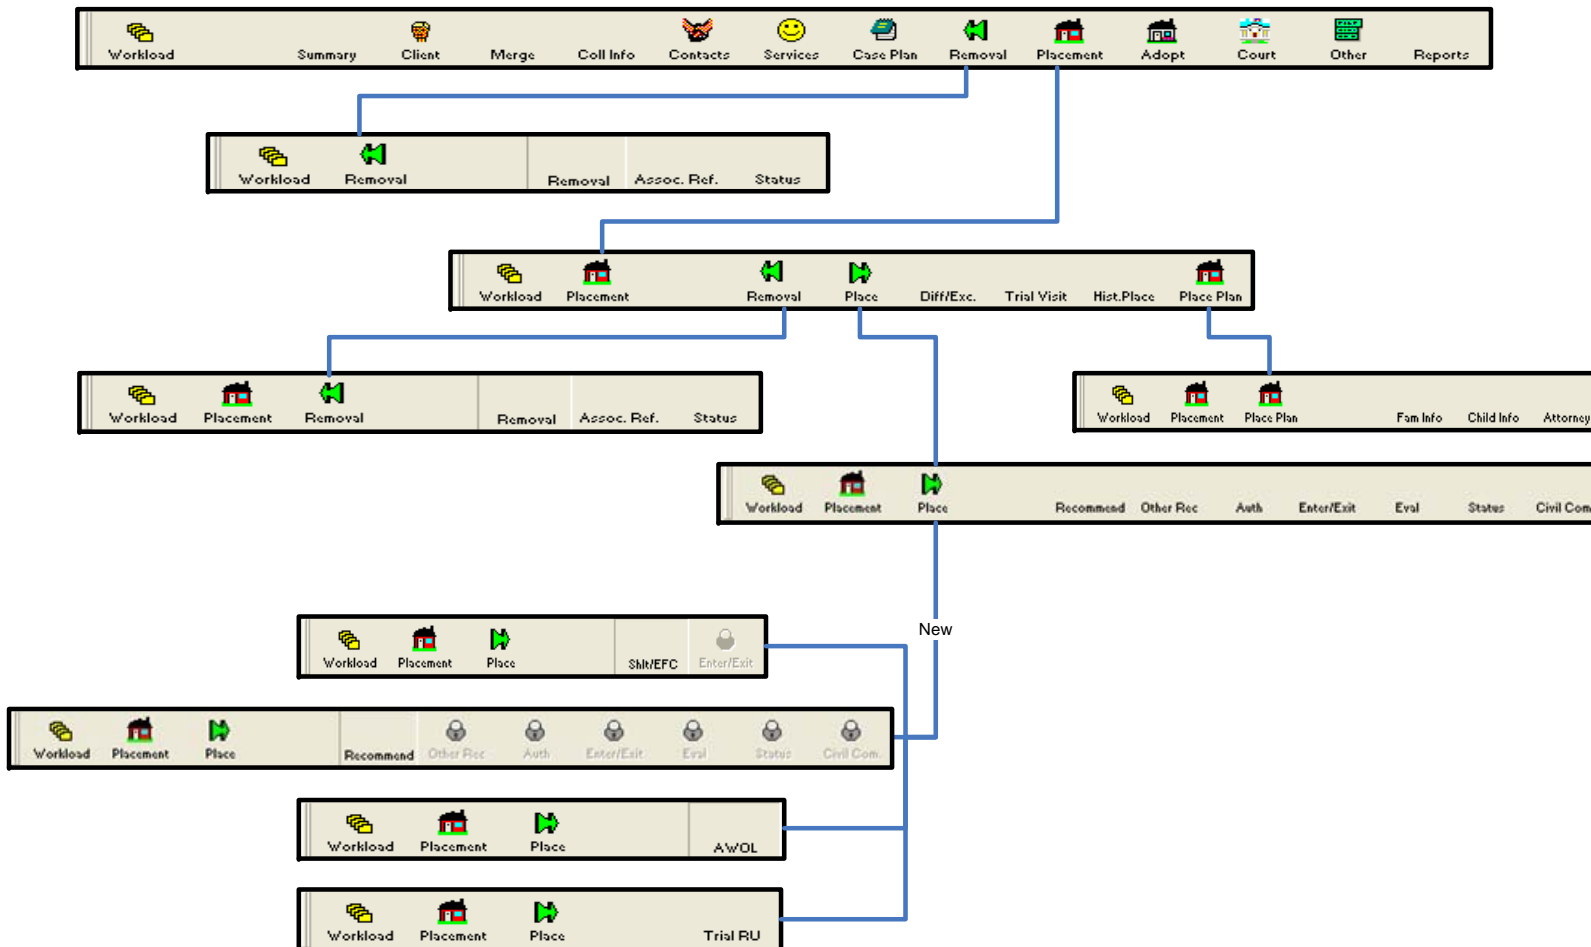 Workload Summary Client Merge Coll Info Contacts Services Case Plan Removal Placement Adopt Court Other Reports
Workload Removal Removal Assoc. Ref. Status
Workload Placement Removal Place Diff/Exc. Trial Visit Hist.Place Place Plan
Workload Placement Removal Removal Assoc. Ref. Status
Workload Placement Place Plan Fam Info Child Info Attorney
Workload Placement Place Recommend Other Rec Auth Enter/Exit Eval Status Civil Com
New
Workload Placement Place Shlt/EFC Enter/Exit
Workload Placement Place Recommend Other Rec Auth Enter/Exit Eval Status Civil Com.
Workload Placement Place AWOL
Workload Placement Place Trial RU